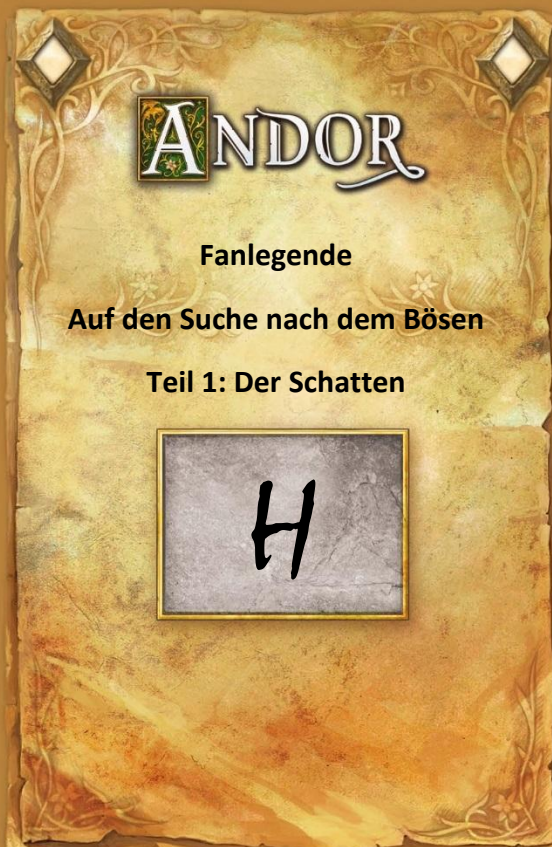 ANDOR
Fanlegende
Auf den Suche nach dem Bösen
Teil 1: Der Schatten
H